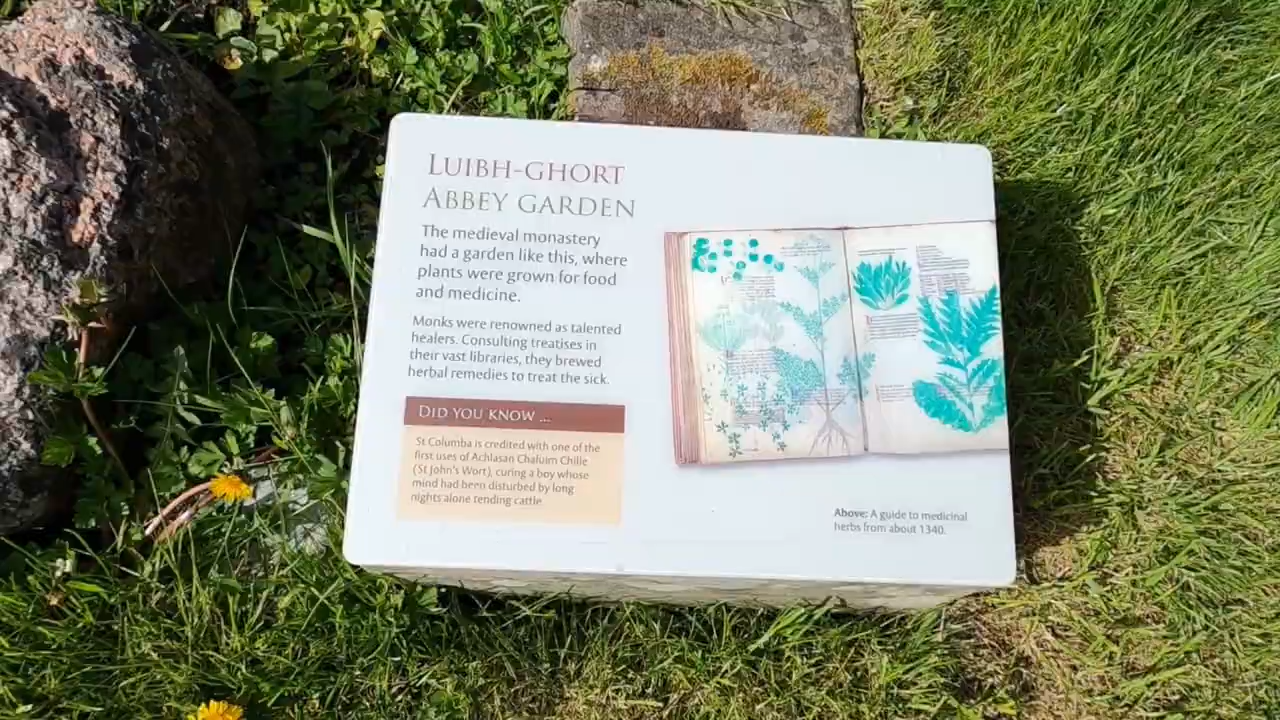 LUIBH-GHORT
ABBEY GARDEN
The medieval monastery
had a garden like this, where
plants were grown for food
and medicine.
Monks were renowned as talented
healers. Consulting treatises in
their vast libraries, they brewed
herbal remedies to treat the sick.
DID YOU KNOW ...
St Columba is credited with one of the
first uses of Achlasan Chaluim Chille
(St John's Wort), curing a boy whose
mind had been disturbed by long
nights alone tending cattle.
Above: A guide to medicinal
herbs from about 1340.